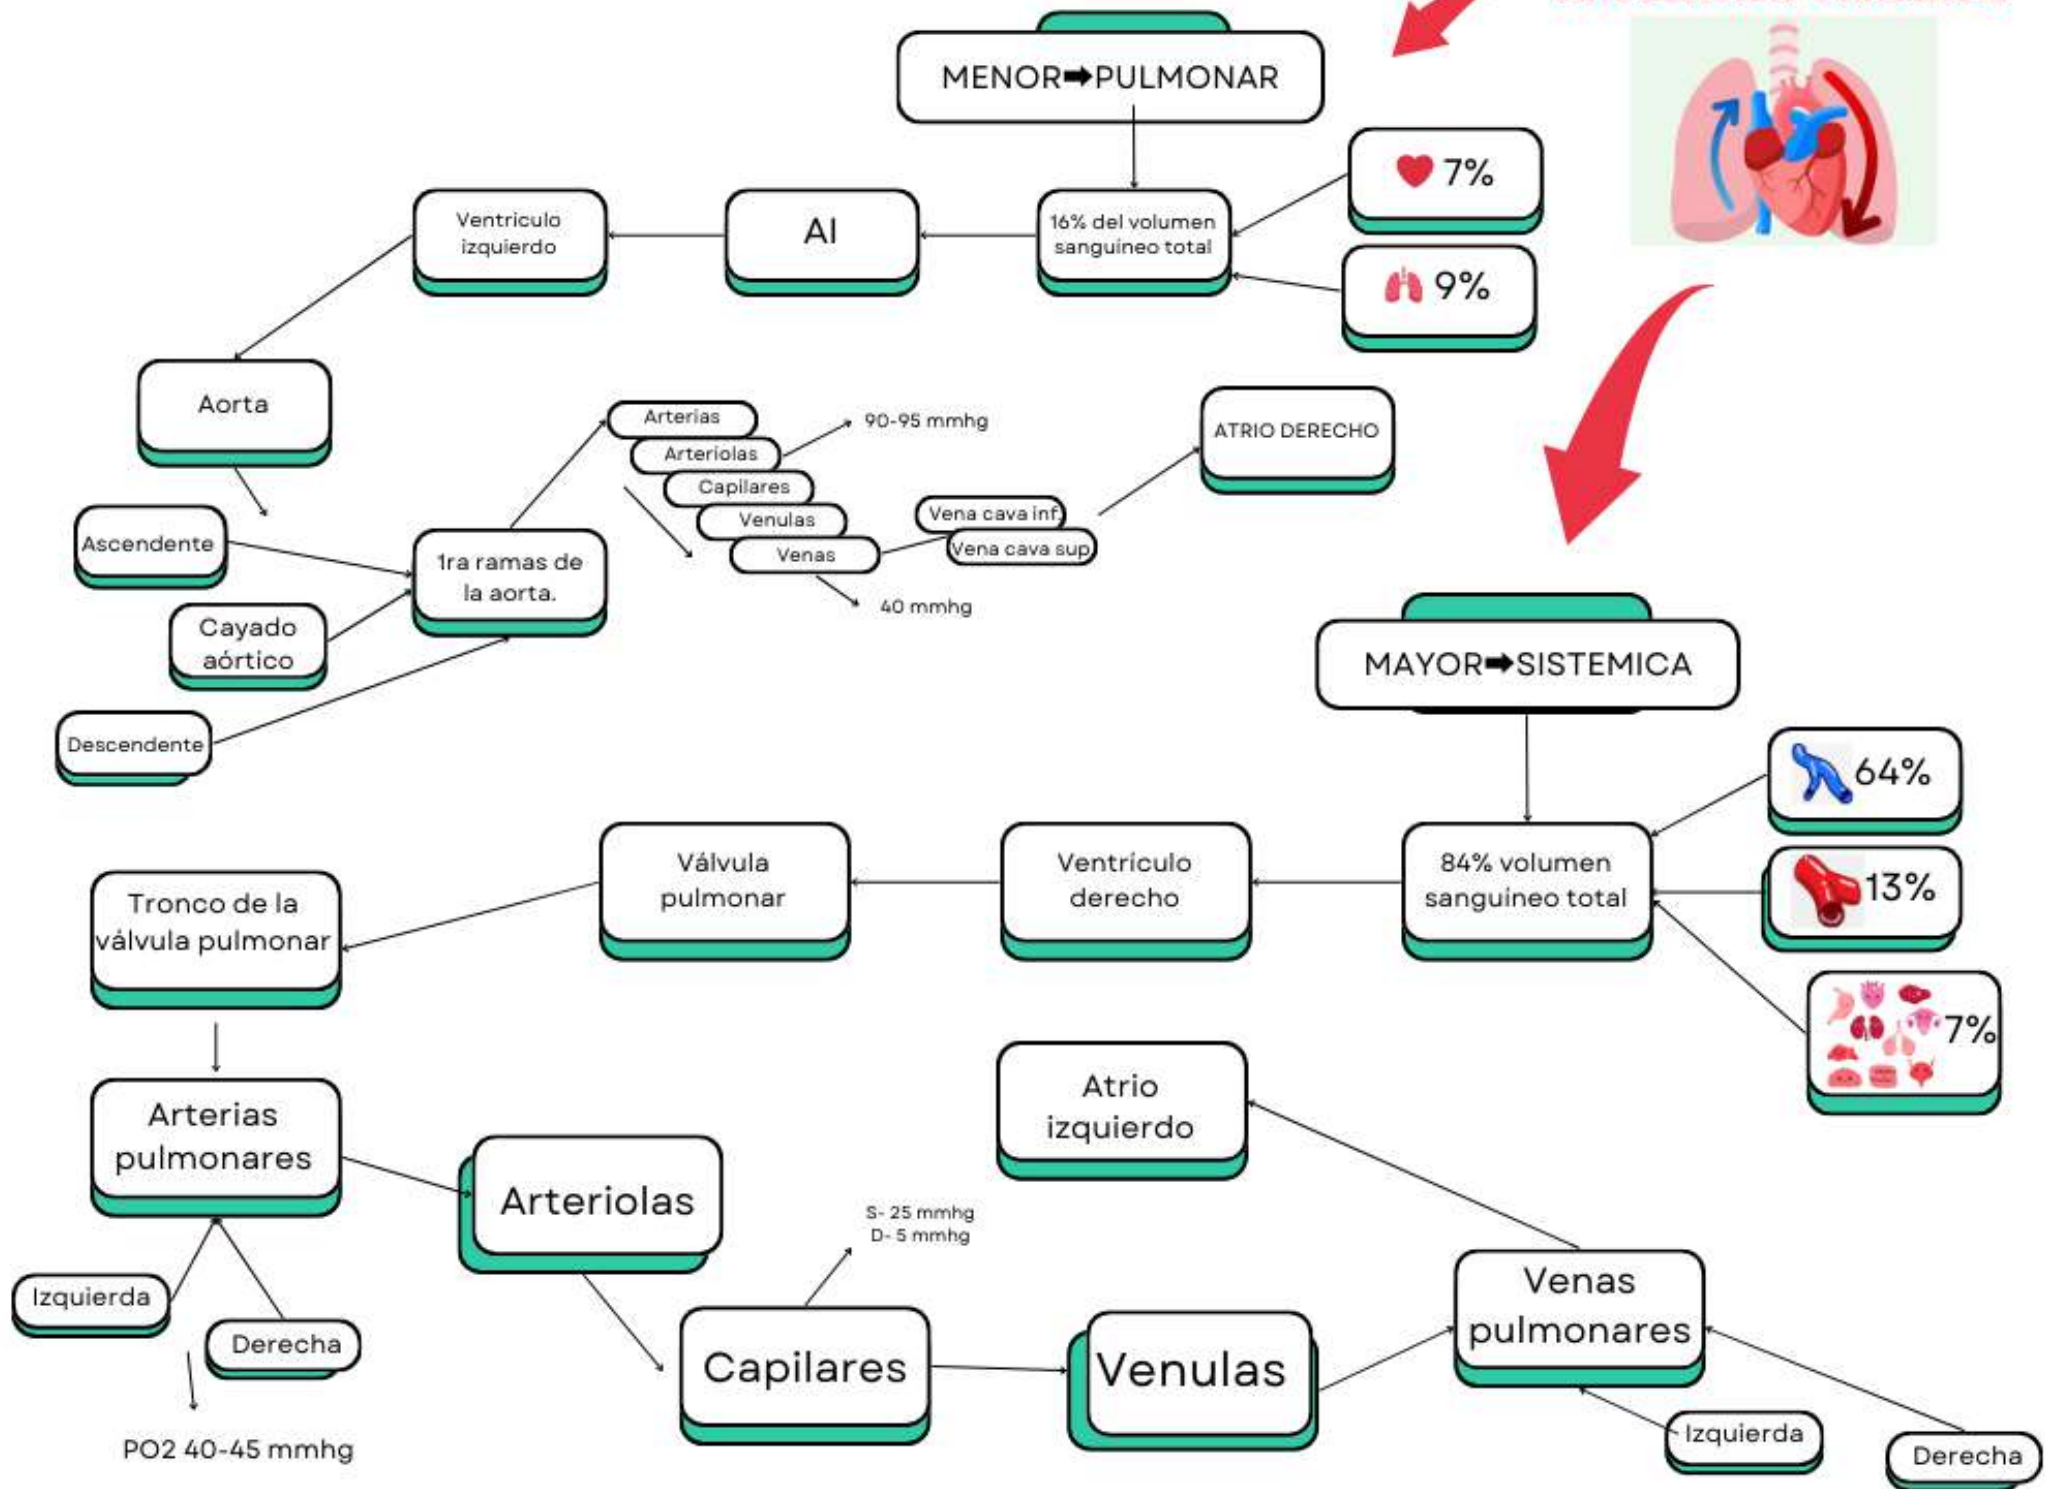 MENOR➡PULMONAR
7%
9%
16% del volumen
sanguíneo total
AI
Ventriculo
izquierdo
Aorta
Ascendente
Cayado
aórtico
Descendente
1ra ramas de
la aorta.
Arterias
Arteriolas
Capilares
Venulas
Venas
90-95 mmhg
40 mmhg
Vena cava inf.
Vena cava sup
ATRIO DERECHO
MAYOR➡SISTEMICA
64%
13%
7%
84% volumen
sanguíneo total
Ventrículo
derecho
Válvula
pulmonar
Tronco de la
válvula pulmonar
Arterias
pulmonares
Izquierda
Derecha
PO2 40-45 mmhg
Arteriolas
Capilares
S- 25 mmhg
D- 5 mmhg
Venulas
Venas
pulmonares
Izquierda
Derecha
Atrio
izquierdo